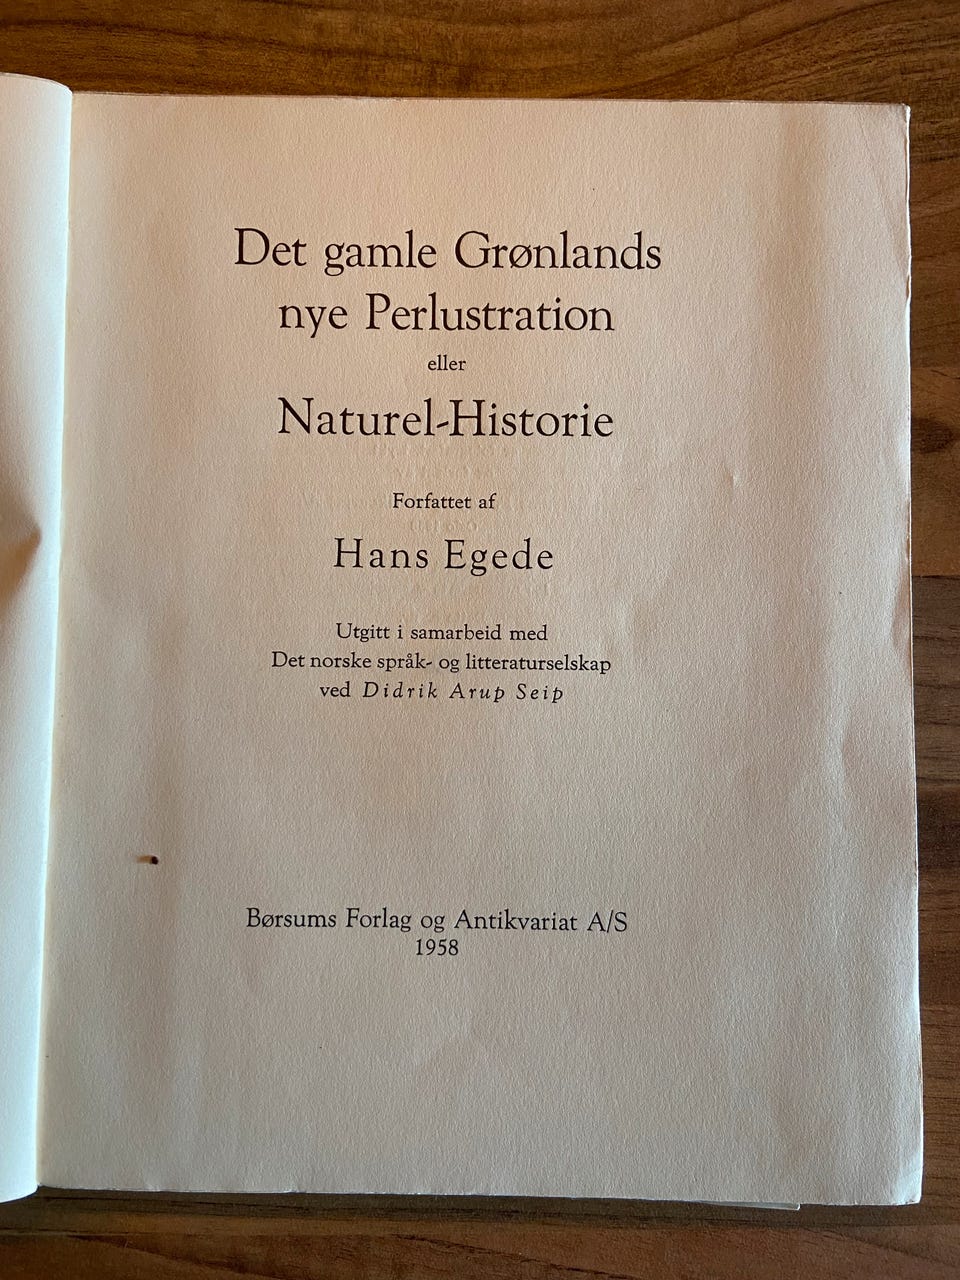 Det gamle Grønlands
nye Perlustration
eller
Naturel-Historie
Forfattet af
Hans Egede
Utgitt i samarbeid med
Det norske språk- og litteraturselskap
ved Didrik Arup Seip
Børsums Forlag og Antikvariat A/S
1958